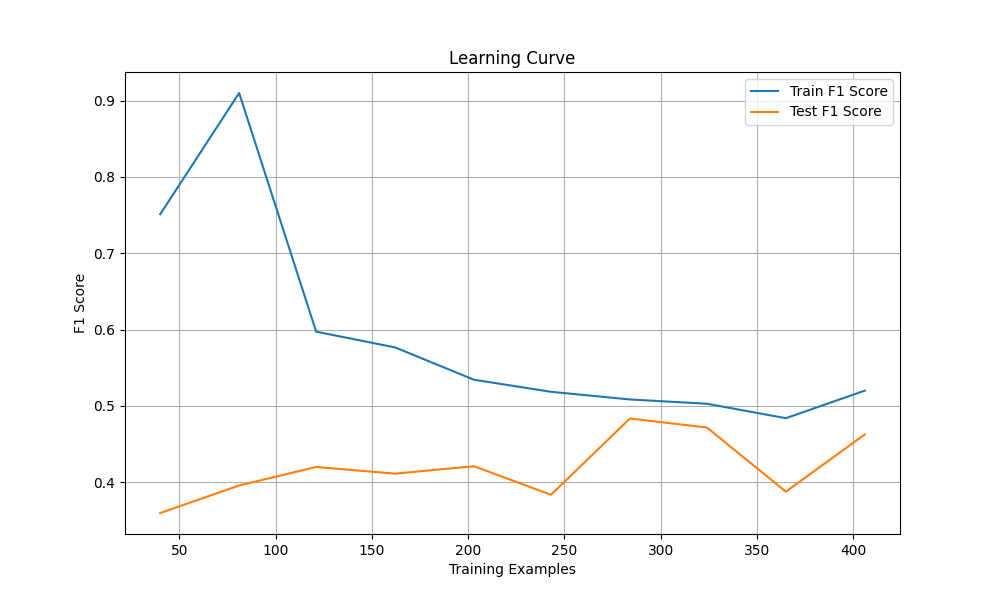 Learning Curve
Train F1 Score
Test F1 Score
F1 Score
0.9
0.8
0.7
0.6
0.5
0.4
50 100 150 200 250 300 350 400
Training Examples